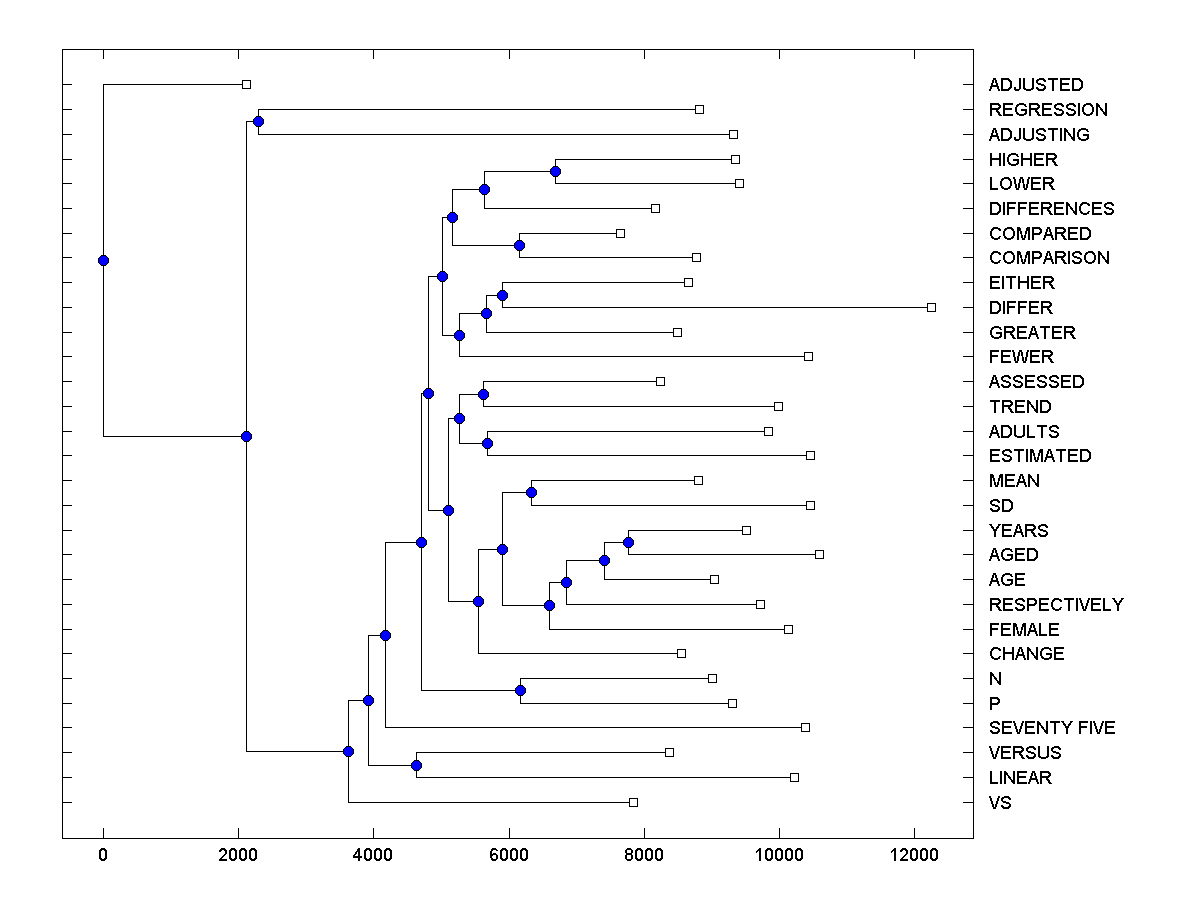 ADJUSTED
REGRESSION
ADJUSTING
HIGHER
LOWER
DIFFERENCES
COMPARED
COMPARISON
EITHER
DIFFER
GREATER
FEWER
ASSESSED
TREND
ADULTS
ESTIMATED
MEAN
SD
YEARS
AGED
AGE
RESPECTIVELY
FEMALE
CHANGE
N
P
SEVENTY FIVE
VERSUS
LINEAR
VS
0 2000 4000 6000 8000 10000 12000